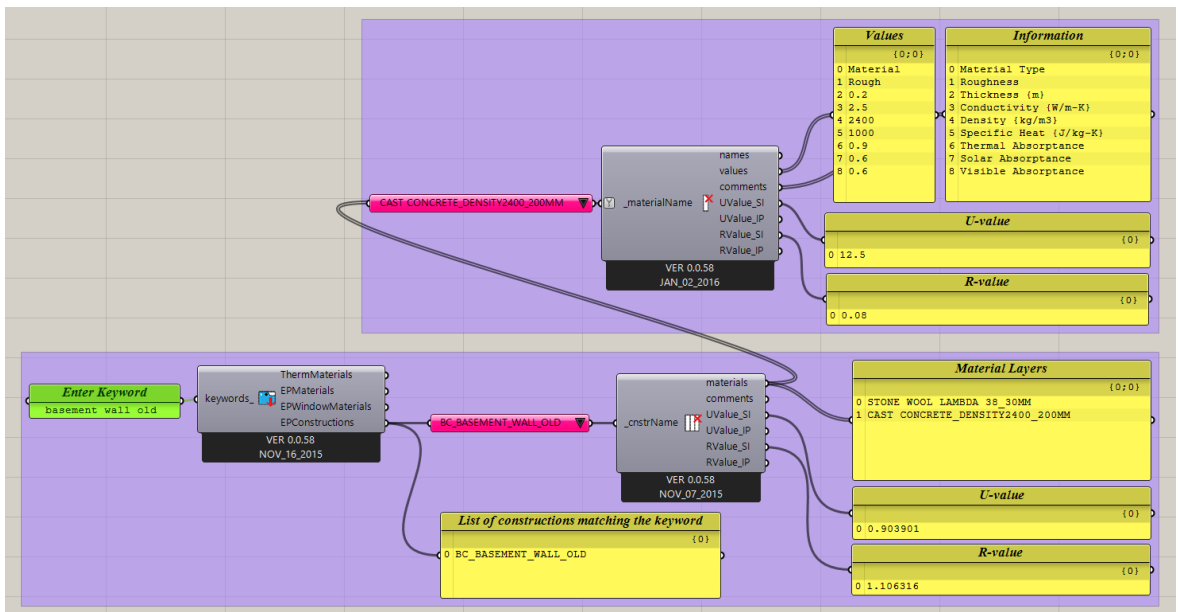 Values
{0;0}
0 Material
1 Rough
2 0.2
3 2.5
4 2400
5 1000
6 0.9
7 0.6
8 0.6
Information
{0;0}
0 Material Type
1 Roughness
2 Thickness {m}
3 Conductivity {W/m-K}
4 Density {kg/m3}
5 Specific Heat {J/kg-K}
6 Thermal Absorptance
7 Solar Absorptance
8 Visible Absorptance
CAST CONCRETE_DENSITY2400_200MM
_materialName
names
values
comments
UValue_SI
UValue_IP
RValue_SI
RValue_IP
VER 0.0.58
JAN_02_2016
U-value
{0}
0 12.5
R-value
{0}
0 0.08
Enter Keyword
basement wall old
keywords_
ThermMaterials
EPMaterials
EPWindowMaterials
EPConstructions
VER 0.0.58
NOV_16_2015
BC_BASEMENT_WALL_OLD
_cnstrName
materials
comments
UValue_SI
UValue_IP
RValue_SI
RValue_IP
VER 0.0.58
NOV_07_2015
Material Layers
{0;0}
0 STONE WOOL LAMBDA 38_30MM
1 CAST CONCRETE_DENSITY2400_200MM
U-value
{0}
0 0.903901
List of constructions matching the keyword
{0}
0 BC_BASEMENT_WALL_OLD
R-value
{0}
0 1.106316